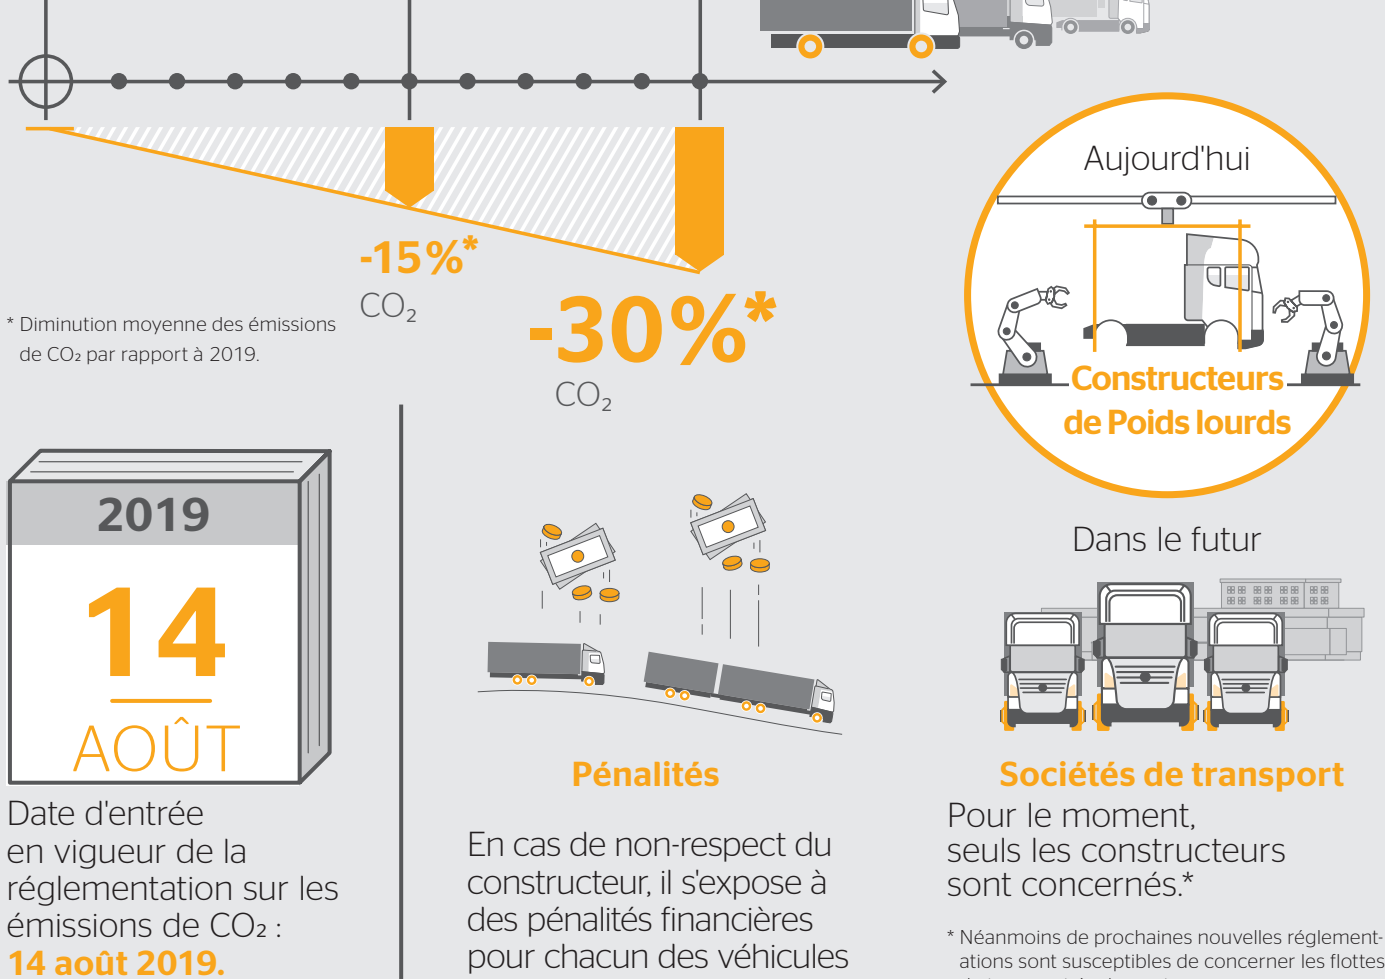 -15%*
CO₂
-30%*
CO₂
* Diminution moyenne des émissions
de CO₂ par rapport à 2019.
2019
14
AOÛT
Date d'entrée
en vigueur de la
réglementation sur les
émissions de CO₂ :
14 août 2019.
Pénalités
En cas de non-respect du
constructeur, il s'expose à
des pénalités financières
pour chacun des véhicules
Aujourd'hui
Constructeurs
de Poids lourds
Dans le futur
Sociétés de transport
Pour le moment,
seuls les constructeurs
sont concernés.*
* Néanmoins de prochaines nouvelles réglement-
ations sont susceptibles de concerner les flottes